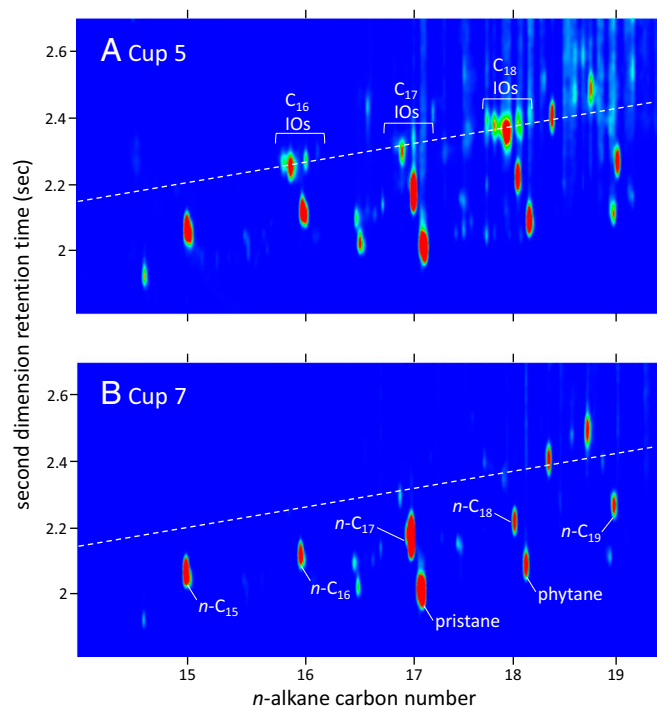 A Cup 5
C₁₆
IOs
C₁₇
IOs
C₁₈
IOs
2.6
2.4
2.2
2
second dimension retention time (sec)
B Cup 7
2.6
2.4
2.2
2
n-C₁₅
n-C₁₆
n-C₁₇
pristane
n-C₁₈
phytane
n-C₁₉
15
16
17
18
19
n-alkane carbon number